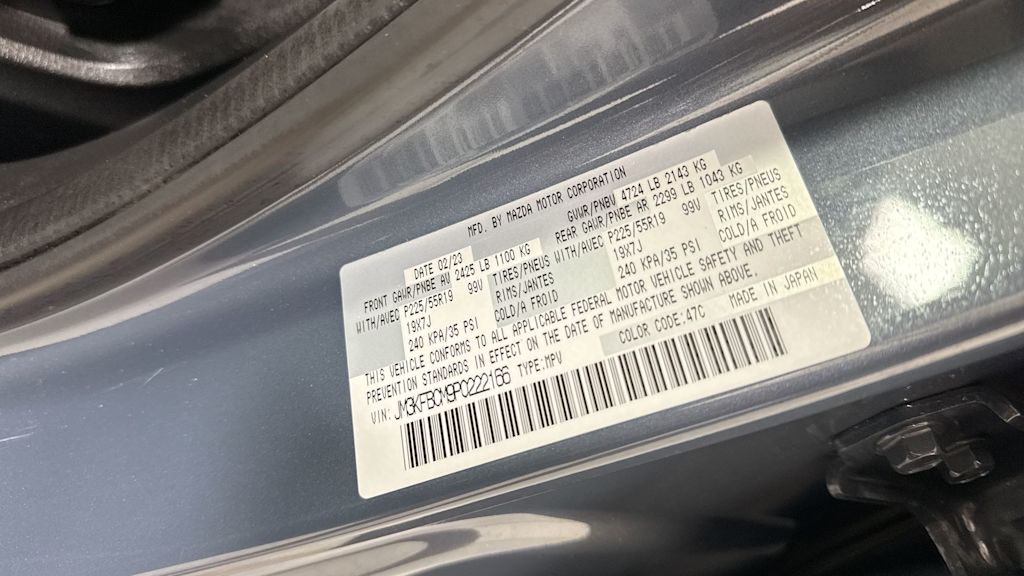 MFD. BY MAZDA MOTOR CORPORATION
DATE 02/23 GVWR/PNBV 4724 LB 2143 KG
FRONT GAWR/PNBE AV 2425 LB 1100 KG REAR GAWR/PNBE AR 2299 LB 1043 KG
WITH/AVEC P225/55R19 99V TIRES/PNEUS WITH/AVEC P225/55R19 99V TIRES/PNEUS
19X7J RIMS/JANTES 19X7J RIMS/JANTES
240 KPA/35 PSI COLD/A FROID 240 KPA/35 PSI COLD/A FROID
THIS VEHICLE CONFORMS TO ALL APPLICABLE FEDERAL MOTOR VEHICLE SAFETY AND THEFT
PREVENTION STANDARDS IN EFFECT ON THE DATE OF MANUFACTURE SHOWN ABOVE.
VIN: JM3KFBCM9P0222166 TYPE:MPV COLOR CODE:47C MADE IN JAPAN